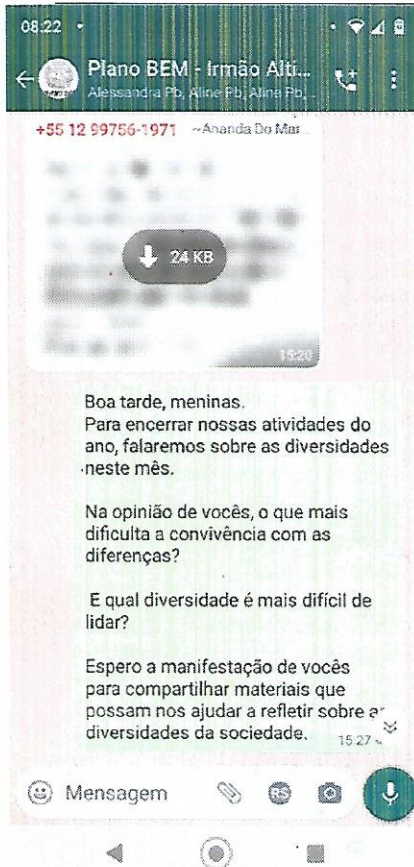 08:22
Plano BEM - Irmão Alti...
Alessandra Pb, Aline Pb, Aline Pb,
+55 12 99756-1971 ~Ananda Do Mar...
24 KB
15:20
Boa tarde, meninas.
Para encerrar nossas atividades do
ano, falaremos sobre as diversidades
neste mês.
Na opinião de vocês, o que mais
dificulta a convivência com as
diferenças?
E qual diversidade é mais difícil de
lidar?
Espero a manifestação de vocês
para compartilhar materiais que
possam nos ajudar a refletir sobre as
diversidades da sociedade.
15:27
Mensagem